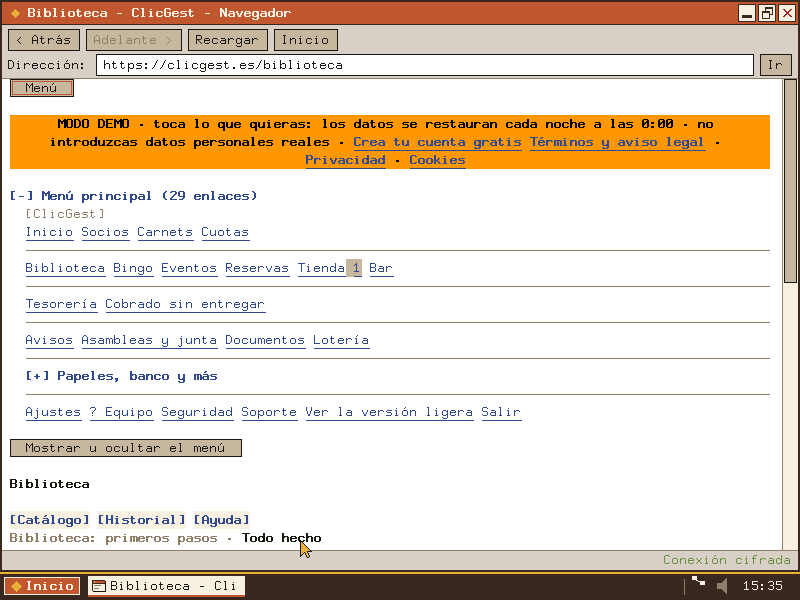 Biblioteca - ClicGest - Navegador
< Atrás Adelante > Recargar Inicio
Dirección: https://clicgest.es/biblioteca Ir
Menú
MODO DEMO - toca lo que quieras: los datos se restauran cada noche a las 0:00 - no
introduzcas datos personales reales - Crea tu cuenta gratis Términos y aviso legal -
Privacidad - Cookies
[-] Menú principal (29 enlaces)
[ClicGest]
Inicio Socios Carnets Cuotas
Biblioteca Bingo Eventos Reservas Tienda 1 Bar
Tesorería Cobrado sin entregar
Avisos Asambleas y junta Documentos Lotería
[+] Papeles, banco y más
Ajustes ? Equipo Seguridad Soporte Ver la versión ligera Salir
Mostrar u ocultar el menú
Biblioteca
[Catálogo] [Historial] [Ayuda]
Biblioteca: primeros pasos - Todo hecho
Conexión cifrada
Inicio Biblioteca - Cli 15:35